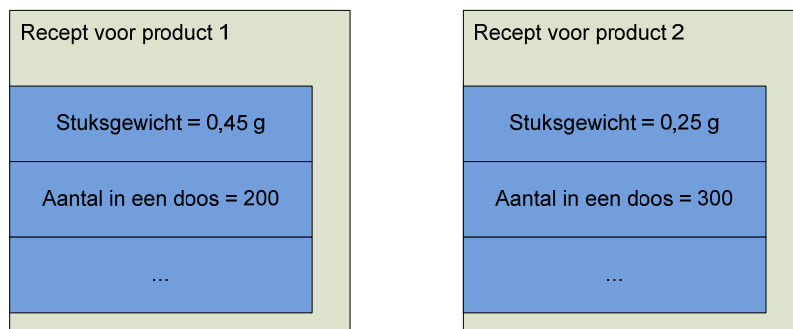 Recept voor product 1
Stuksgewicht = 0,45 g
Aantal in een doos = 200
...
Recept voor product 2
Stuksgewicht = 0,25 g
Aantal in een doos = 300
...